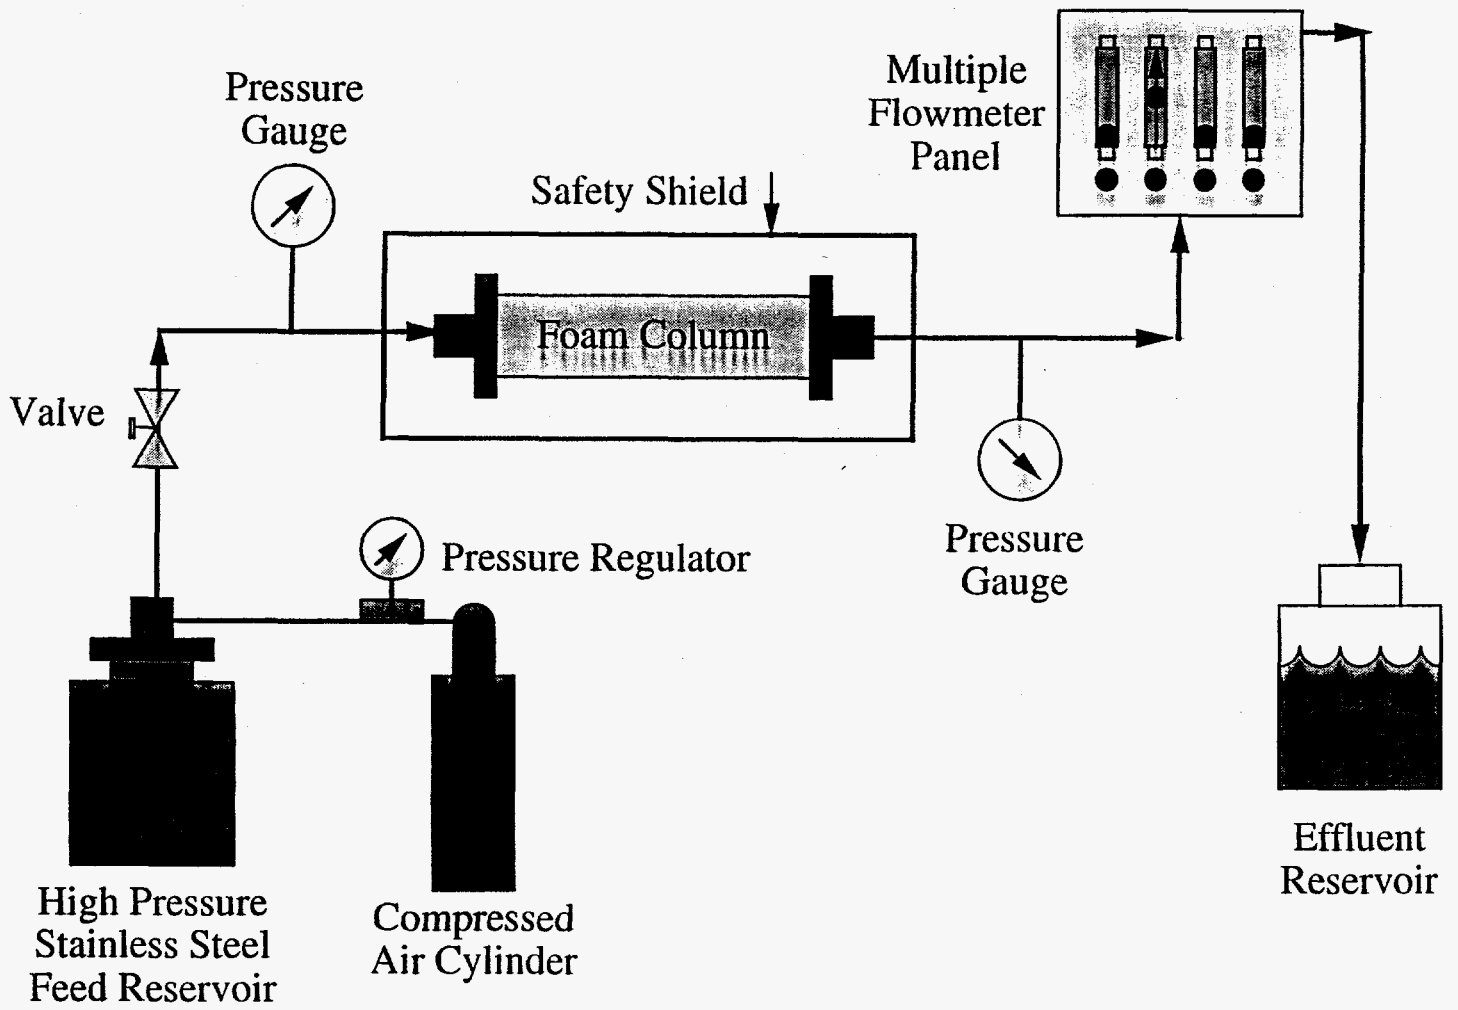 Pressure
Gauge
Multiple
Flowmeter
Panel
Safety Shield
Foam Column
Valve
Pressure Regulator
Pressure
Gauge
High Pressure
Stainless Steel
Feed Reservoir
Compressed
Air Cylinder
Effluent
Reservoir